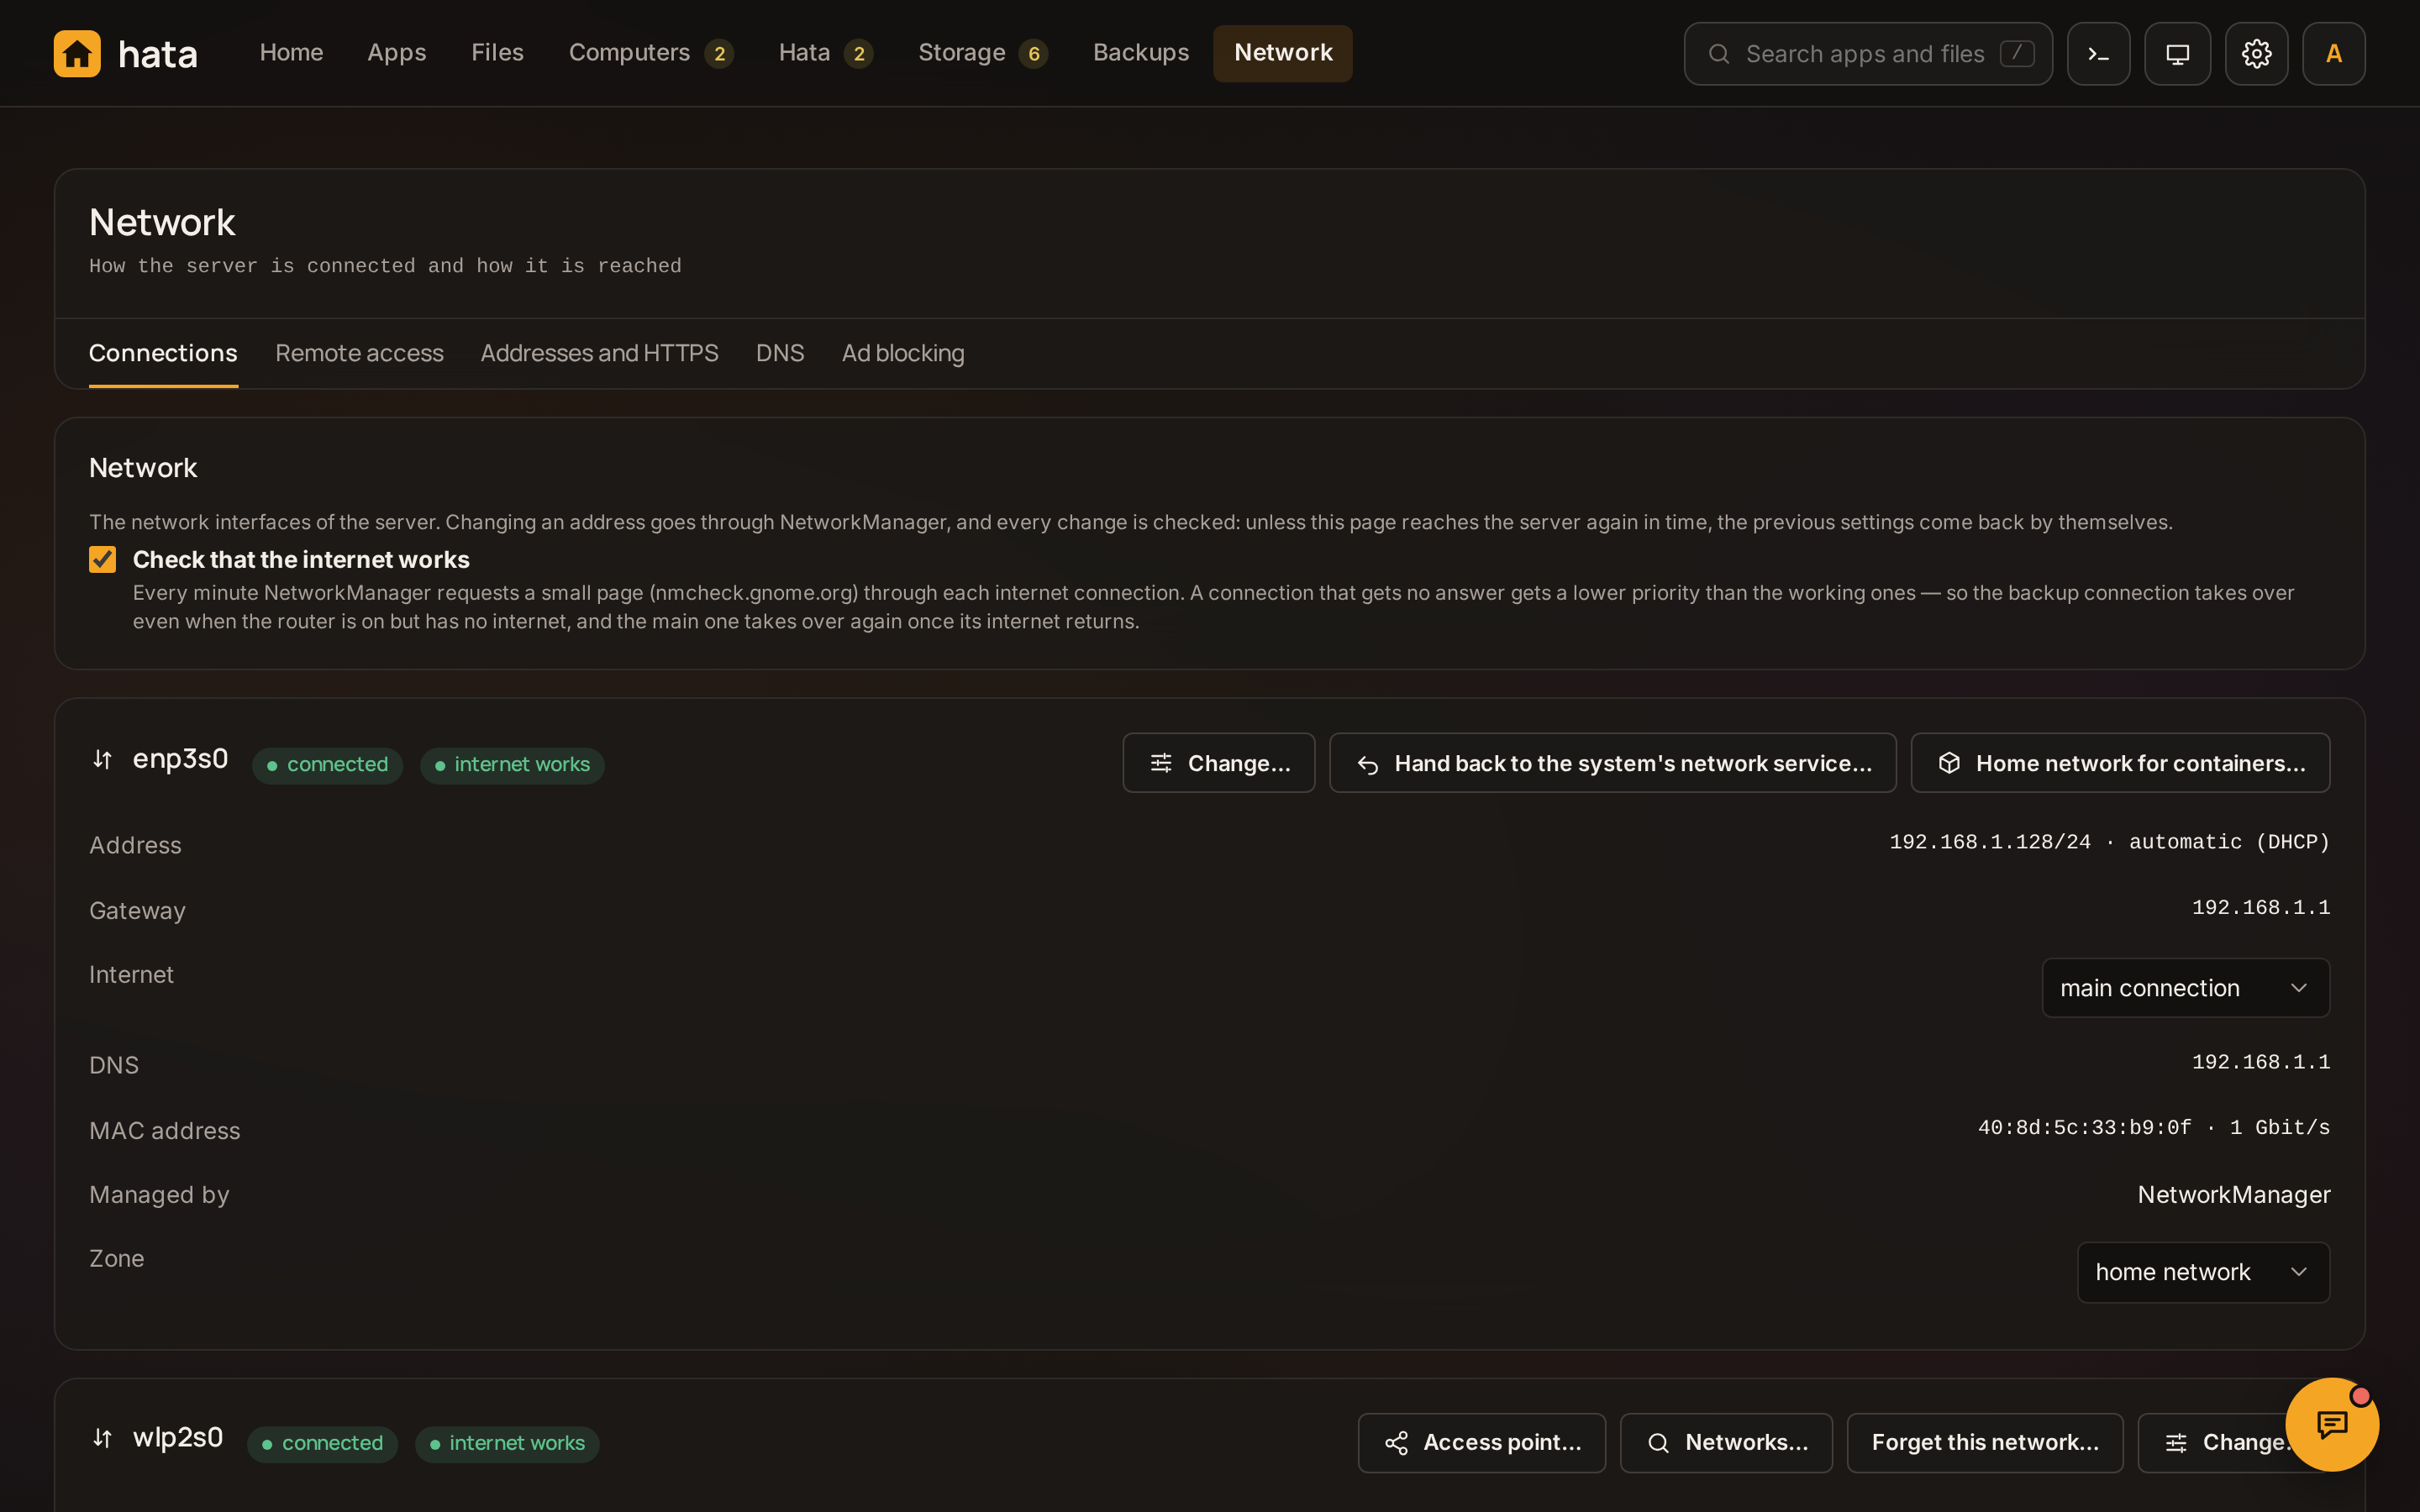 hata
Home
Apps
Files
Computers 2
Hata 2
Storage 6
Backups
Network
Search apps and files /
A
Network
How the server is connected and how it is reached
Connections
Remote access
Addresses and HTTPS
DNS
Ad blocking
Network
The network interfaces of the server. Changing an address goes through NetworkManager, and every change is checked: unless this page reaches the server again in time, the previous settings come back by themselves.
Check that the internet works
Every minute NetworkManager requests a small page (nmcheck.gnome.org) through each internet connection. A connection that gets no answer gets a lower priority than the working ones — so the backup connection takes over
even when the router is on but has no internet, and the main one takes over again once its internet returns.
enp3s0
connected
internet works
Change...
Hand back to the system's network service...
Home network for containers...
Address
192.168.1.128/24 · automatic (DHCP)
Gateway
192.168.1.1
Internet
main connection
DNS
192.168.1.1
MAC address
40:8d:5c:33:b9:0f · 1 Gbit/s
Managed by
NetworkManager
Zone
home network
wlp2s0
connected
internet works
Access point...
Networks...
Forget this network...
Change.